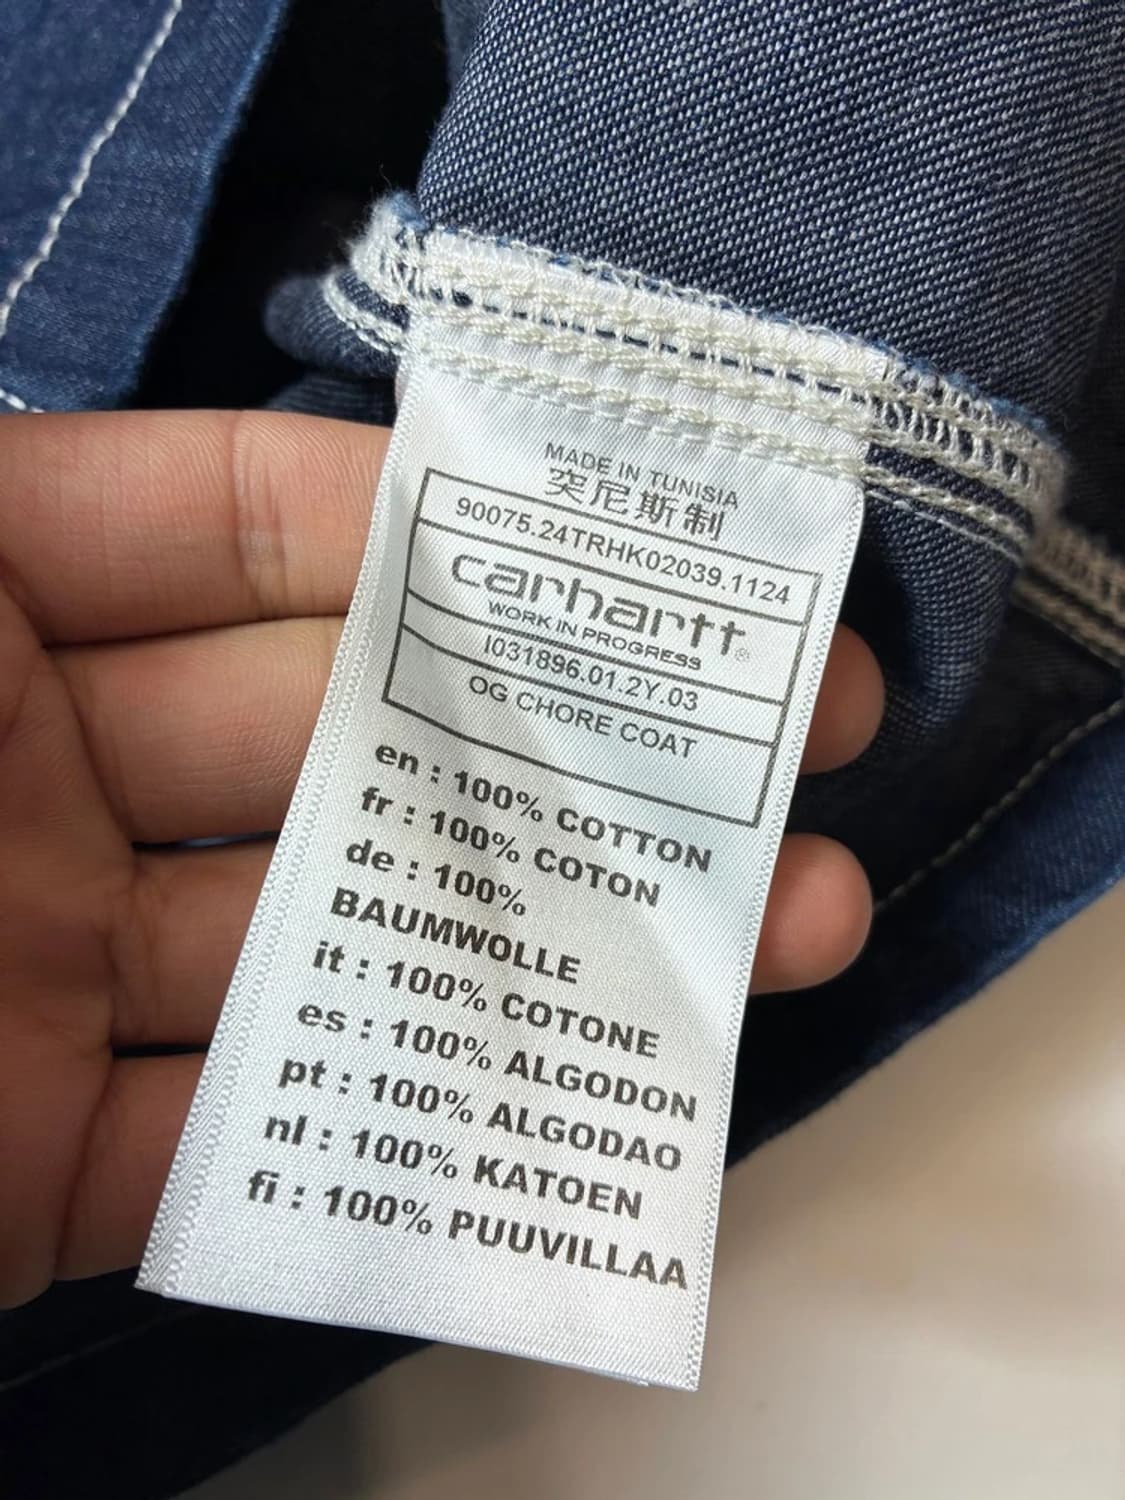 MADE IN TUNISIA
突尼斯制
90075.24TRHK02039.1124
carhartt®
WORK IN PROGRESS
I031896.01.2Y.03
OG CHORE COAT
en : 100% COTTON
fr : 100% COTON
de : 100%
BAUMWOLLE
it : 100% COTONE
es : 100% ALGODON
pt : 100% ALGODAO
nl : 100% KATOEN
fi : 100% PUUVILLAA